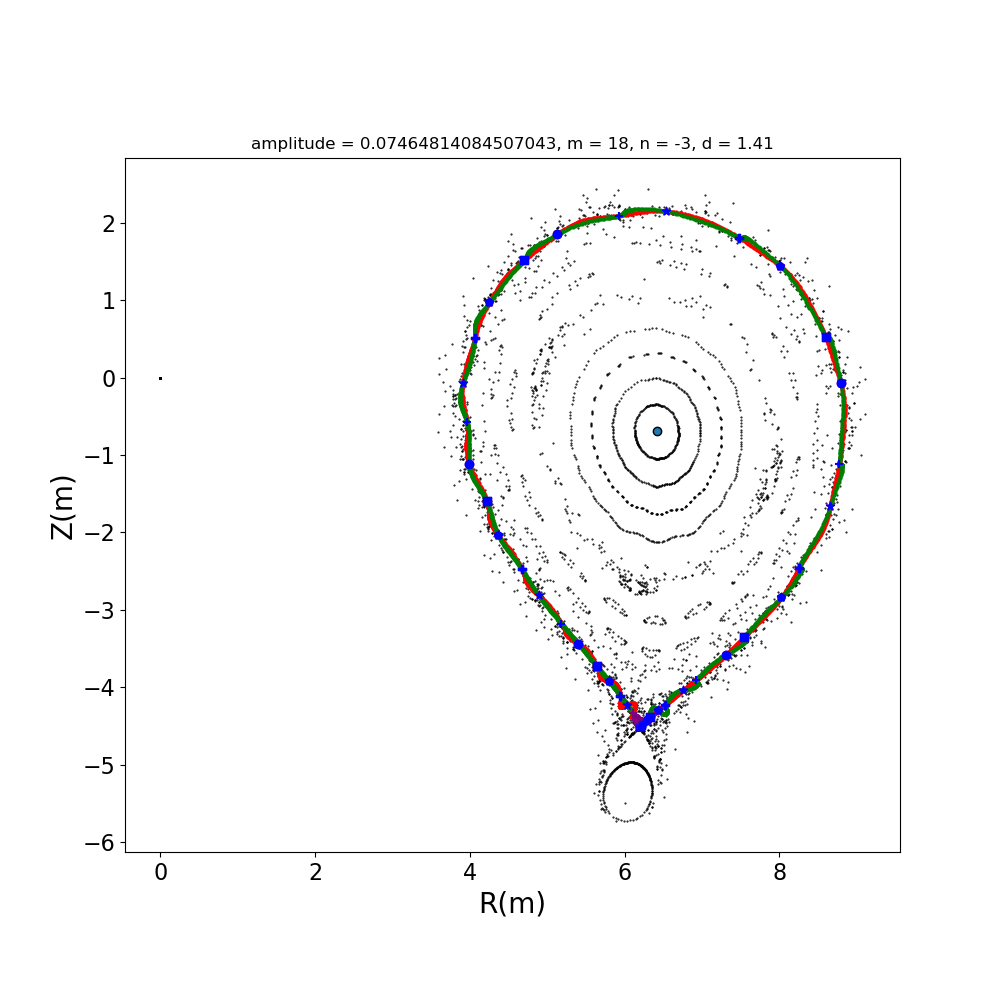 amplitude = 0.07464814084507043, m = 18, n = -3, d = 1.41
2
1
0
−1
−2
−3
−4
−5
−6
Z(m)
0 2 4 6 8
R(m)